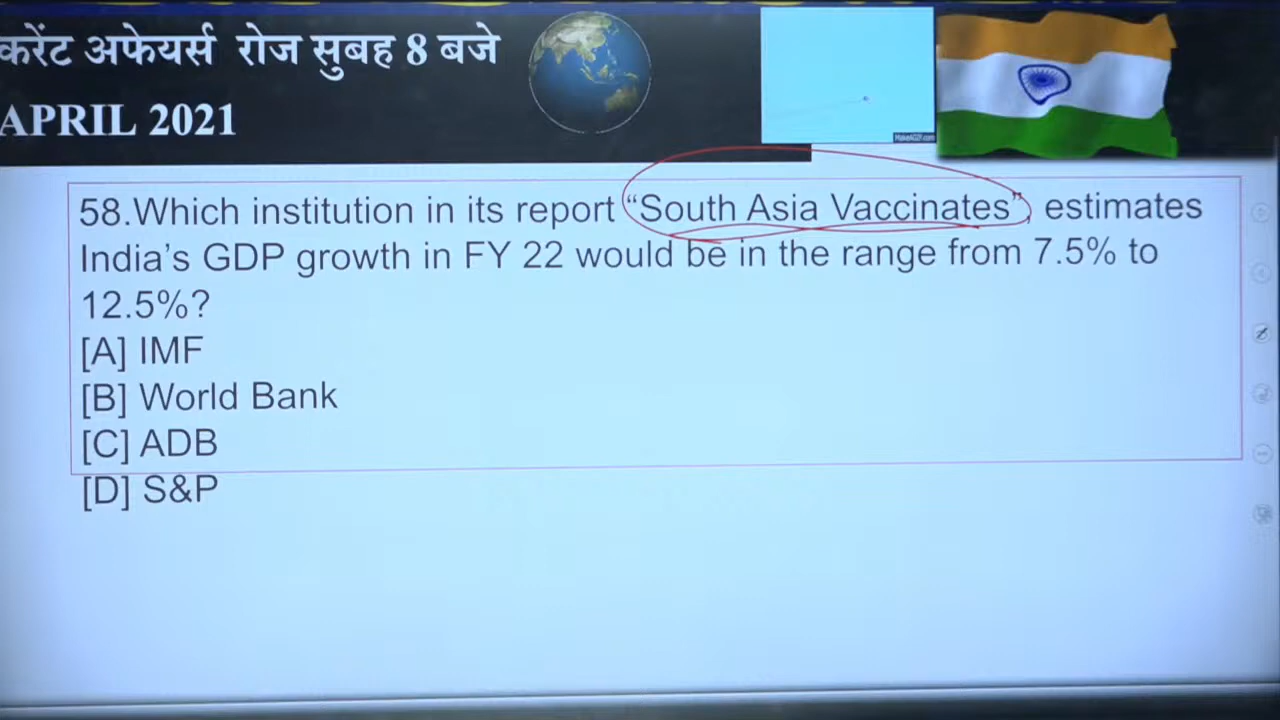 करेंट अफेयर्स रोज सुबह 8 बजे
APRIL 2021
MakeAGIF.com
58.Which institution in its report “South Asia Vaccinates”, estimates
India’s GDP growth in FY 22 would be in the range from 7.5% to
12.5%?
[A] IMF
[B] World Bank
[C] ADB
[D] S&P